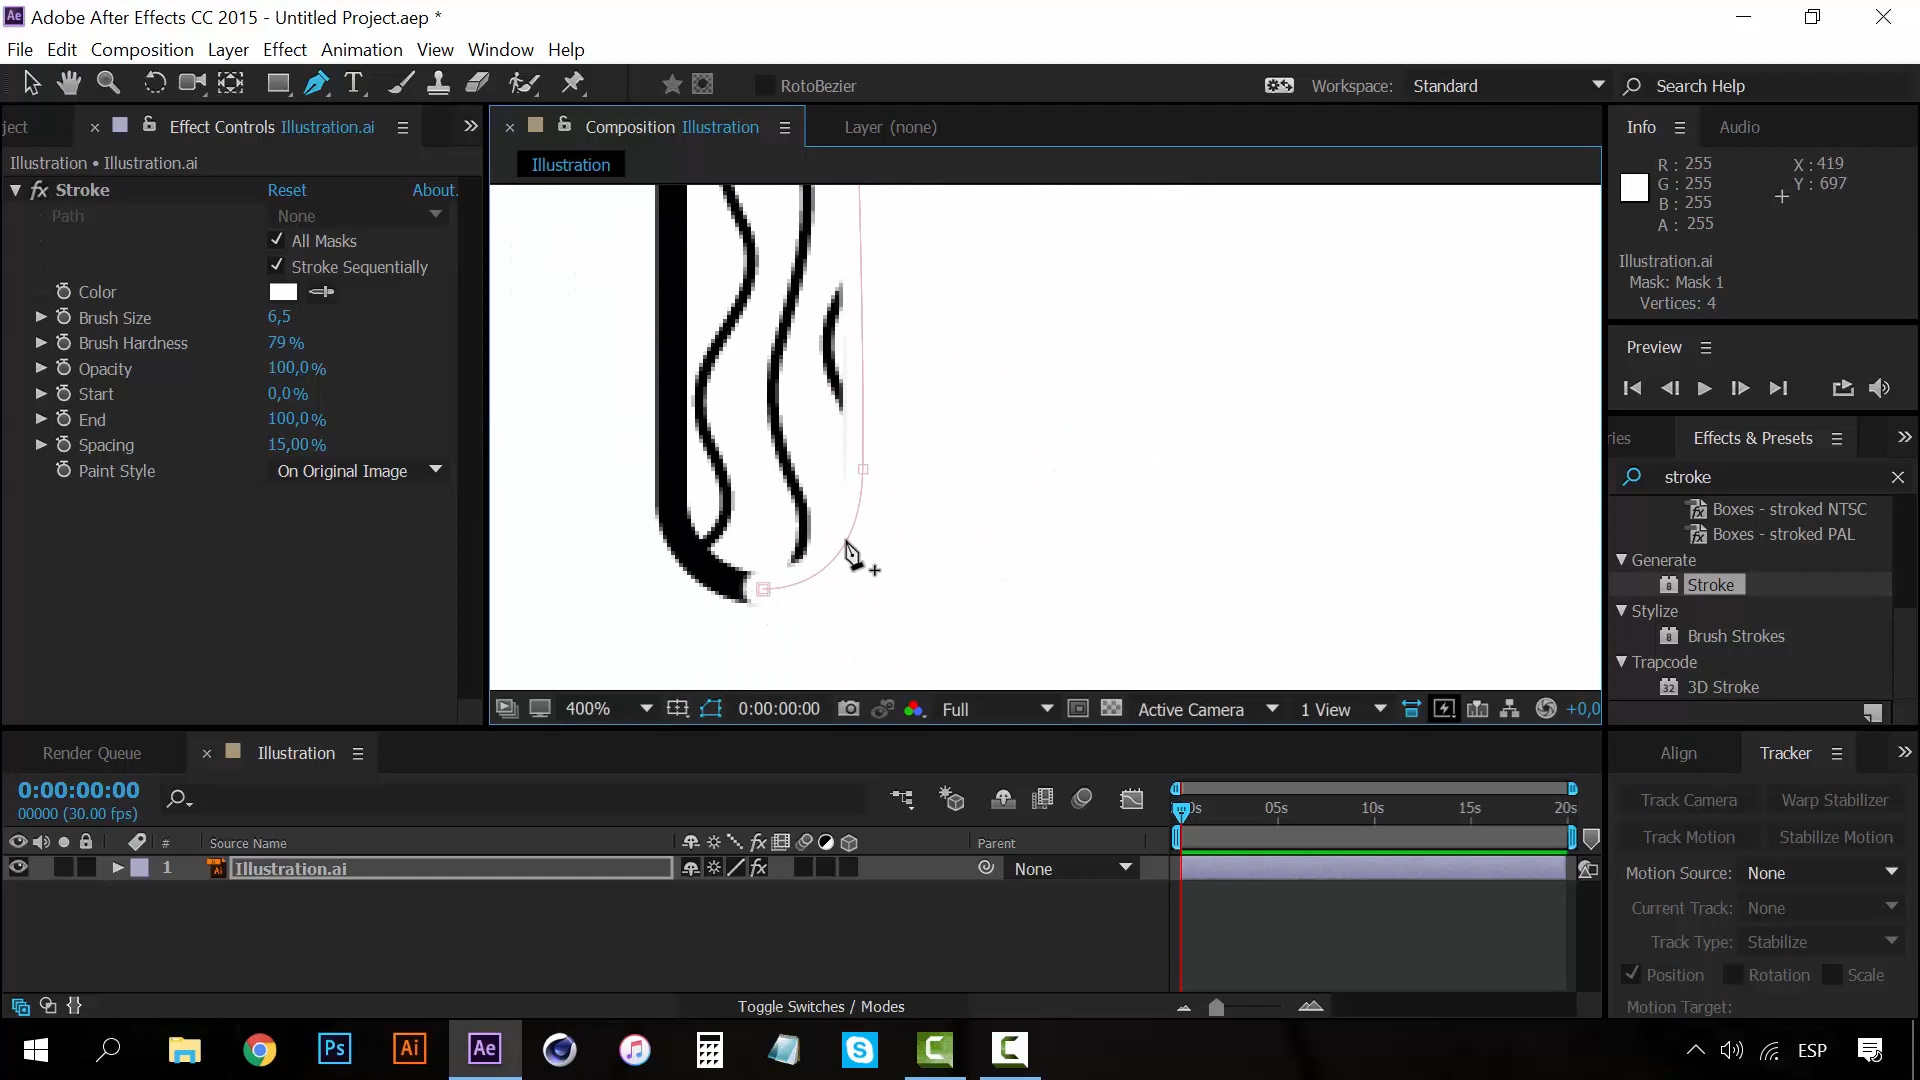 Adobe After Effects CC 2015 - Untitled Project.aep *
File Edit Composition Layer Effect Animation View Window Help
RotoBezier
Workspace: Standard
Search Help
ject
Effect Controls Illustration.ai
Illustration • Illustration.ai
fx Stroke Reset About.
Path None
All Masks
Stroke Sequentially
Color
Brush Size 6,5
Brush Hardness 79 %
Opacity 100,0%
Start 0,0%
End 100,0%
Spacing 15,00%
Paint Style On Original Image
Composition Illustration
Layer (none)
Illustration
400% 0:00:00:00 Full Active Camera 1 View +0,0
Info Audio
R : 255 X : 419
G : 255 Y : 697
B : 255
A : 255
Illustration.ai
Mask: Mask 1
Vertices: 4
Preview
ries Effects & Presets
stroke
Boxes - stroked NTSC
Boxes - stroked PAL
Generate
Stroke
Stylize
Brush Strokes
Trapcode
3D Stroke
Render Queue
Illustration
0:00:00:00
00000 (30.00 fps)
0s 05s 10s 15s 20s
# Source Name Parent
1 Illustration.ai None
Toggle Switches / Modes
Align Tracker
Track Camera Warp Stabilizer
Track Motion Stabilize Motion
Motion Source: None
Current Track: None
Track Type: Stabilize
Position Rotation Scale
Motion Target:
Ps Ai Ae
ESP